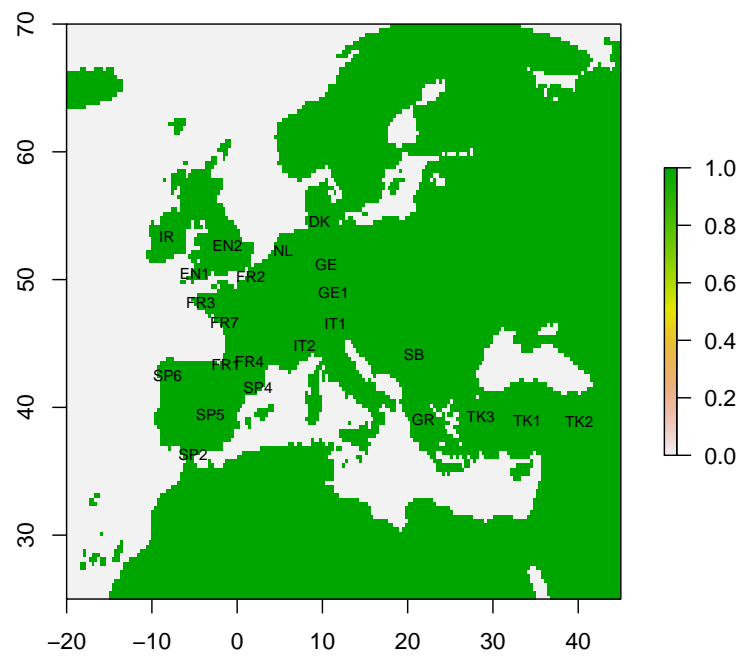 70
60
50
40
30
−20 −10 0 10 20 30 40
IR
EN2
DK
NL
EN1
FR2
GE
GE1
FR3
FR7
IT1
IT2
SB
FR1
FR4
SP6
SP4
SP5
GR
TK3
TK1
TK2
SP2
1.0
0.8
0.6
0.4
0.2
0.0